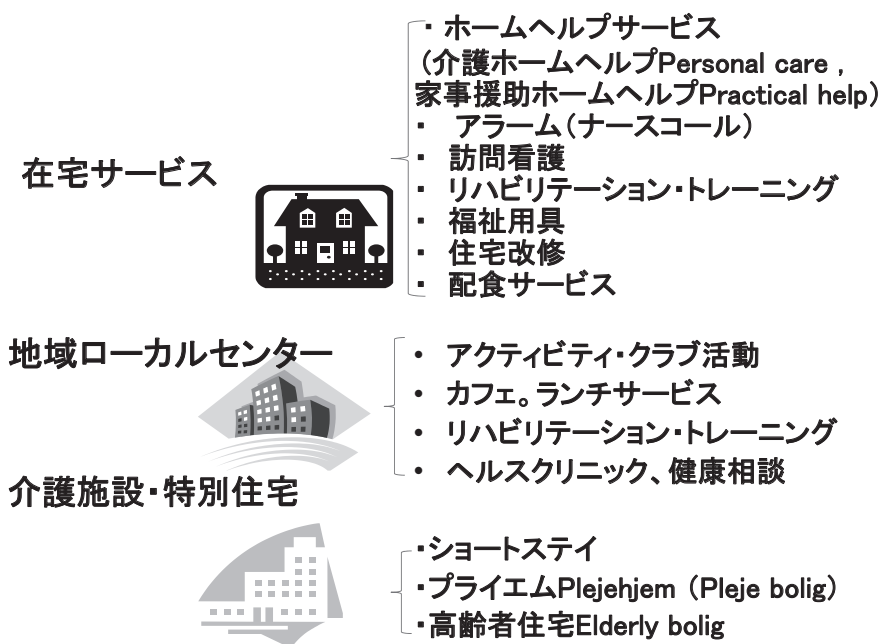 在宅サービス
・ ホームヘルプサービス
(介護ホームヘルプPersonal care ,
家事援助ホームヘルプPractical help)
・ アラーム(ナースコール)
・ 訪問看護
・ リハビリテーション・トレーニング
・ 福祉用具
・ 住宅改修
・ 配食サービス
地域ローカルセンター
• アクティビティ・クラブ活動
• カフェ。ランチサービス
• リハビリテーション・トレーニング
• ヘルスクリニック、健康相談
介護施設・特別住宅
・ショートステイ
・プライエムPlejehjem (Pleje bolig)
・高齢者住宅Elderly bolig